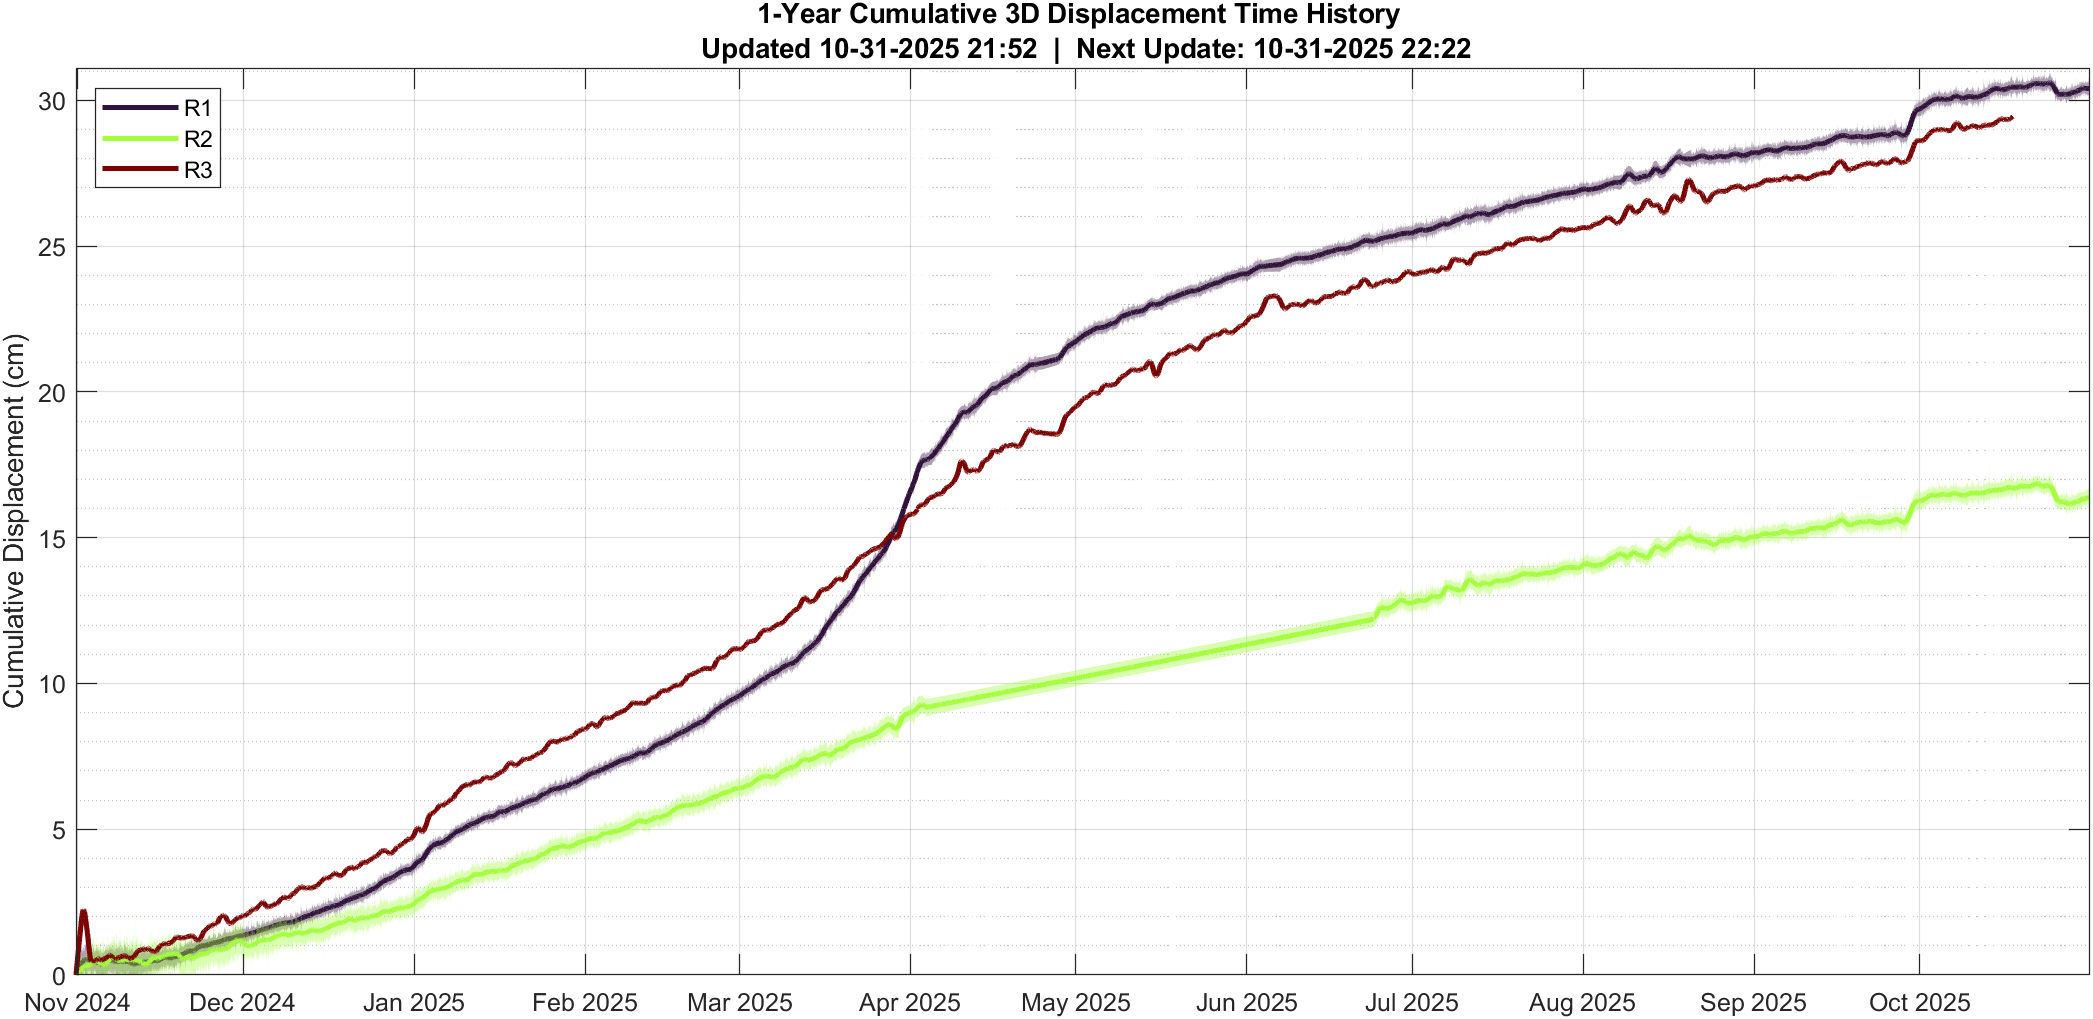 1-Year Cumulative 3D Displacement Time History
Updated 10-31-2025 21:52 | Next Update: 10-31-2025 22:22
R1
R2
R3
Cumulative Displacement (cm)
30
25
20
15
10
5
0
Nov 2024 Dec 2024 Jan 2025 Feb 2025 Mar 2025 Apr 2025 May 2025 Jun 2025 Jul 2025 Aug 2025 Sep 2025 Oct 2025